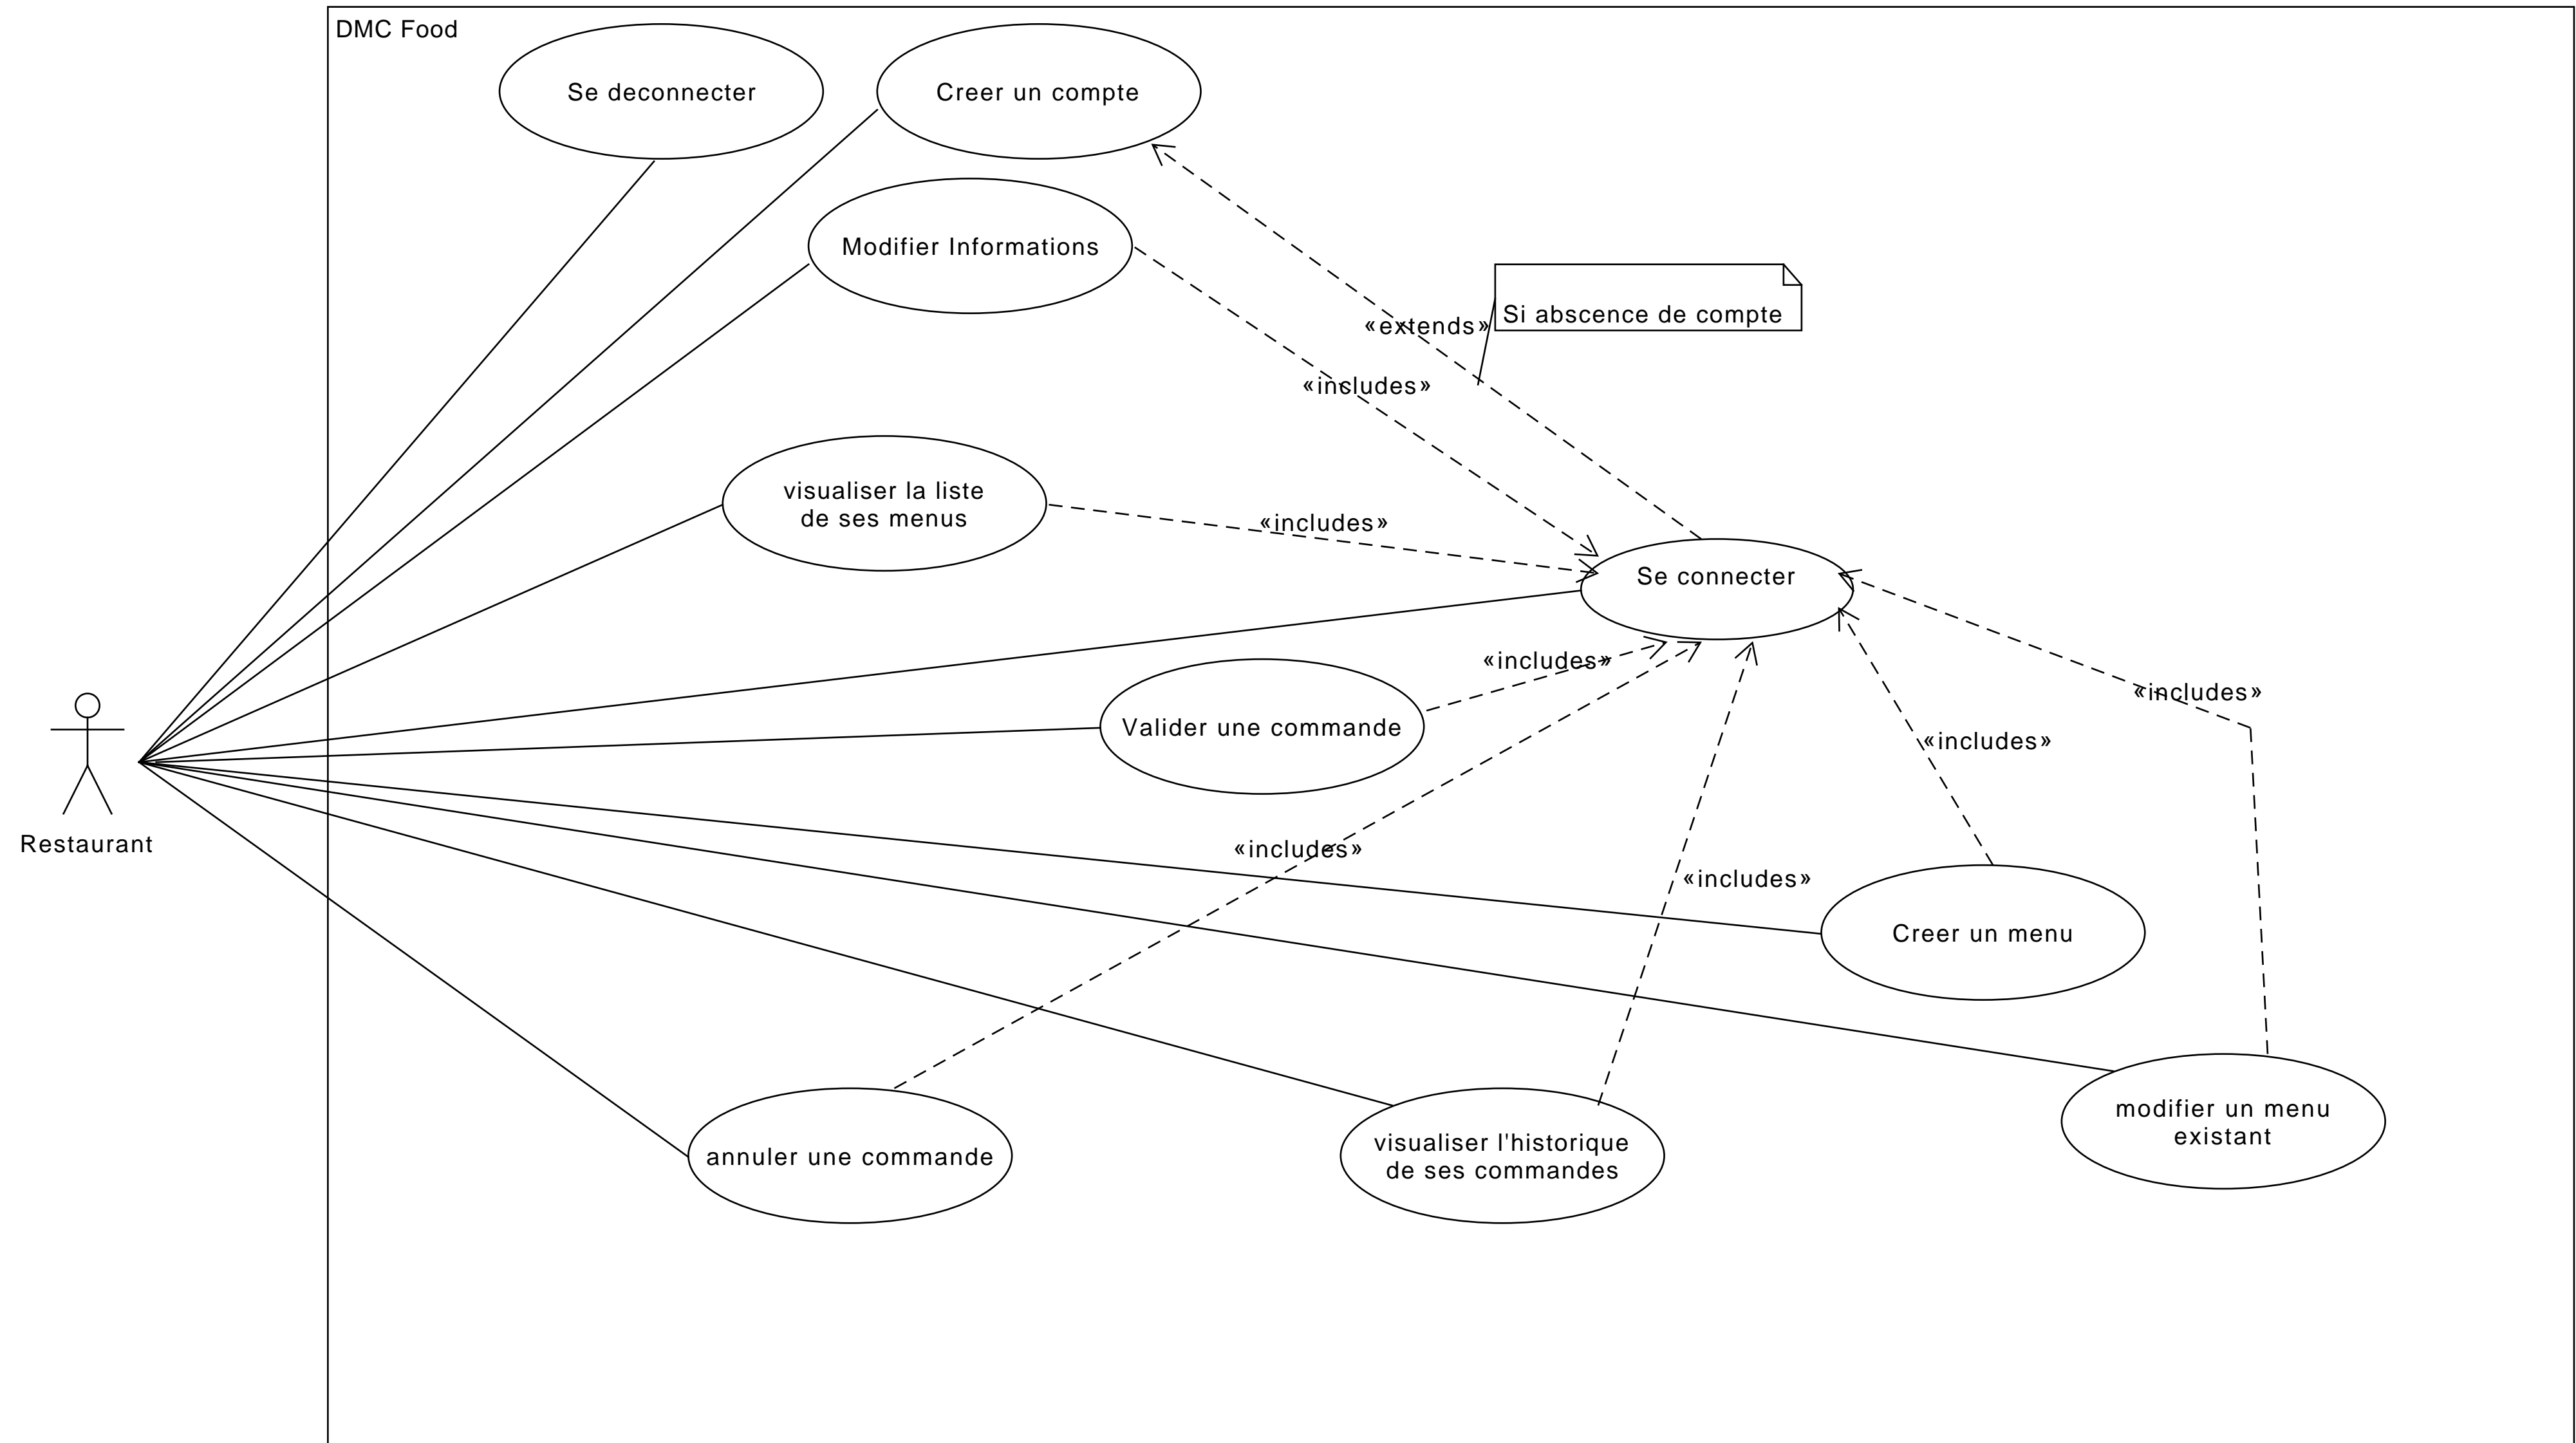 DMC Food
Se deconnecter
Creer un compte
Modifier Informations
Si abscence de compte
«extends»
«includes»
visualiser la liste
de ses menus
«includes»
Se connecter
«includes»
«includes»
Valider une commande
«includes»
Restaurant
«includes»
«includes»
Creer un menu
modifier un menu
existant
annuler une commande
visualiser l'historique
de ses commandes